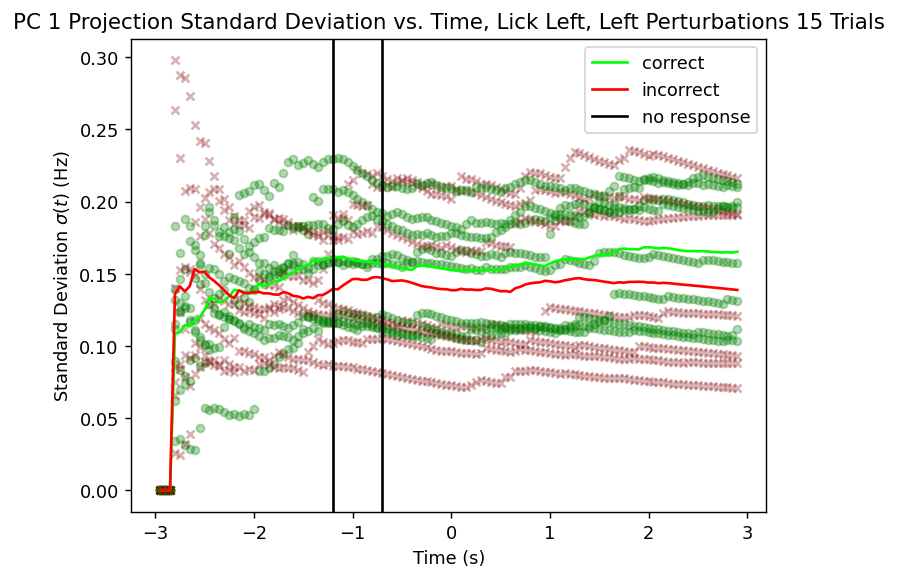 PC 1 Projection Standard Deviation vs. Time, Lick Left, Left Perturbations 15 Trials
Standard Deviation σ(t) (Hz)
0.30
0.25
0.20
0.15
0.10
0.05
0.00
correct
incorrect
no response
−3
−2
−1
0
1
2
3
Time (s)